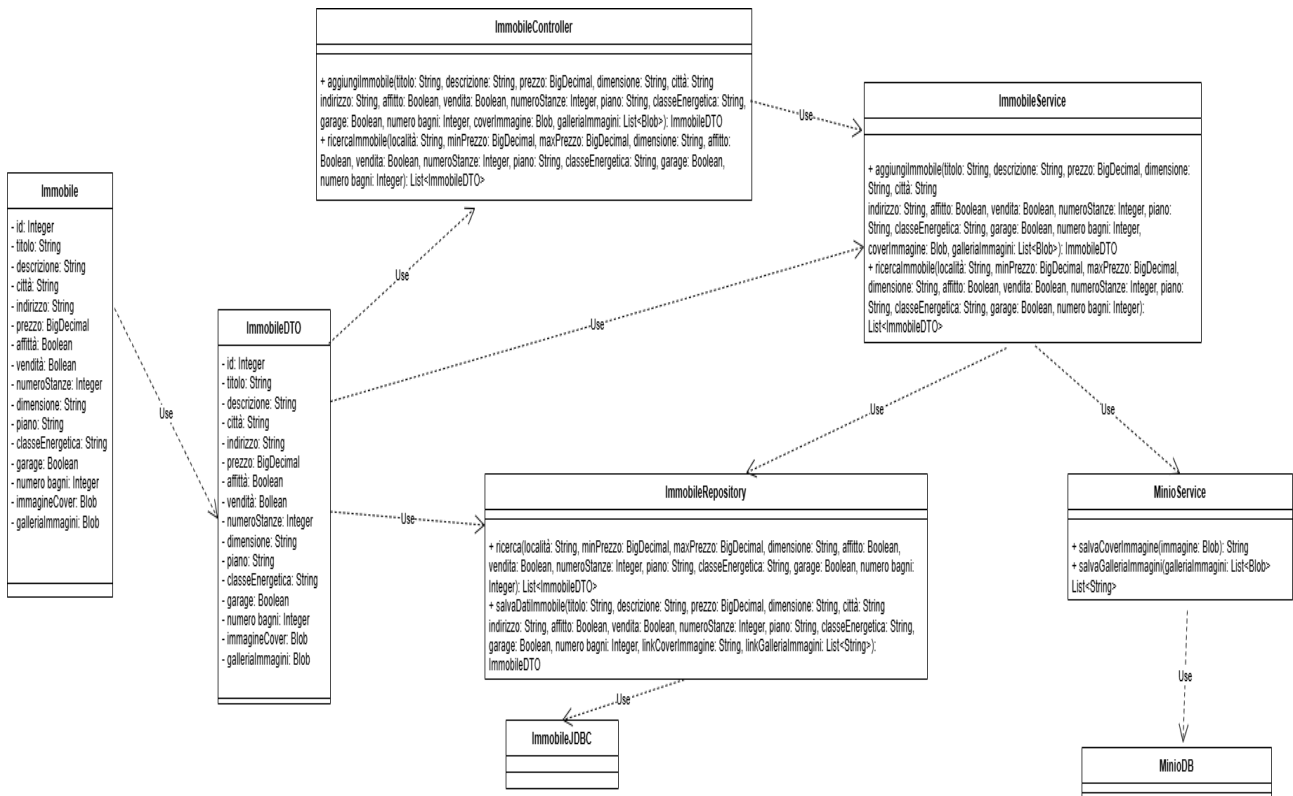 ImmobileController
+ aggiungiImmobile(titolo: String, descrizione: String, prezzo: BigDecimal, dimensione: String, città: String
indirizzo: String, affitto: Boolean, vendita: Boolean, numeroStanze: Integer, piano: String, classeEnergetica: String,
garage: Boolean, numero bagni: Integer, coverImmagine: Blob, galleriaImmagini: List<Blob>): ImmobileDTO
+ ricercaImmobile(località: String, minPrezzo: BigDecimal, maxPrezzo: BigDecimal, dimensione: String, affitto:
Boolean, vendita: Boolean, numeroStanze: Integer, piano: String, classeEnergetica: String, garage: Boolean,
numero bagni: Integer): List<ImmobileDTO>
Use
ImmobileService
+ aggiungiImmobile(titolo: String, descrizione: String, prezzo: BigDecimal, dimensione:
String, città: String
indirizzo: String, affitto: Boolean, vendita: Boolean, numeroStanze: Integer, piano:
String, classeEnergetica: String, garage: Boolean, numero bagni: Integer,
coverImmagine: Blob, galleriaImmagini: List<Blob>): ImmobileDTO
+ ricercaImmobile(località: String, minPrezzo: BigDecimal, maxPrezzo: BigDecimal,
dimensione: String, affitto: Boolean, vendita: Boolean, numeroStanze: Integer, piano:
String, classeEnergetica: String, garage: Boolean, numero bagni: Integer):
List<ImmobileDTO>
Immobile
- id: Integer
- titolo: String
- descrizione: String
- città: String
- indirizzo: String
- prezzo: BigDecimal
- affittà: Boolean
- vendità: Bollean
- numeroStanze: Integer
- dimensione: String
- piano: String
- classeEnergetica: String
- garage: Boolean
- numero bagni: Integer
- immagineCover: Blob
- galleriaImmagini: Blob
Use
Use
Use
ImmobileDTO
- id: Integer
- titolo: String
- descrizione: String
- città: String
- indirizzo: String
- prezzo: BigDecimal
- affittà: Boolean
- vendità: Bollean
- numeroStanze: Integer
- dimensione: String
- piano: String
- classeEnergetica: String
- garage: Boolean
- numero bagni: Integer
- immagineCover: Blob
- galleriaImmagini: Blob
Use
Use
Use
ImmobileRepository
+ ricerca(località: String, minPrezzo: BigDecimal, maxPrezzo: BigDecimal, dimensione: String, affitto: Boolean,
vendita: Boolean, numeroStanze: Integer, piano: String, classeEnergetica: String, garage: Boolean, numero bagni:
Integer): List<ImmobileDTO>
+ salvaDatiImmobile(titolo: String, descrizione: String, prezzo: BigDecimal, dimensione: String, città: String
indirizzo: String, affitto: Boolean, vendita: Boolean, numeroStanze: Integer, piano: String, classeEnergetica: String,
garage: Boolean, numero bagni: Integer, linkCoverImmagine: String, linkGalleriaImmagini: List<String>):
ImmobileDTO
MinioService
+ salvaCoverImmagine(immagine: Blob): String
+ salvaGalleriaImmagini(galleriaImmagini: List<Blob>
List<String>
Use
Use
ImmobileJDBC
MinioDB